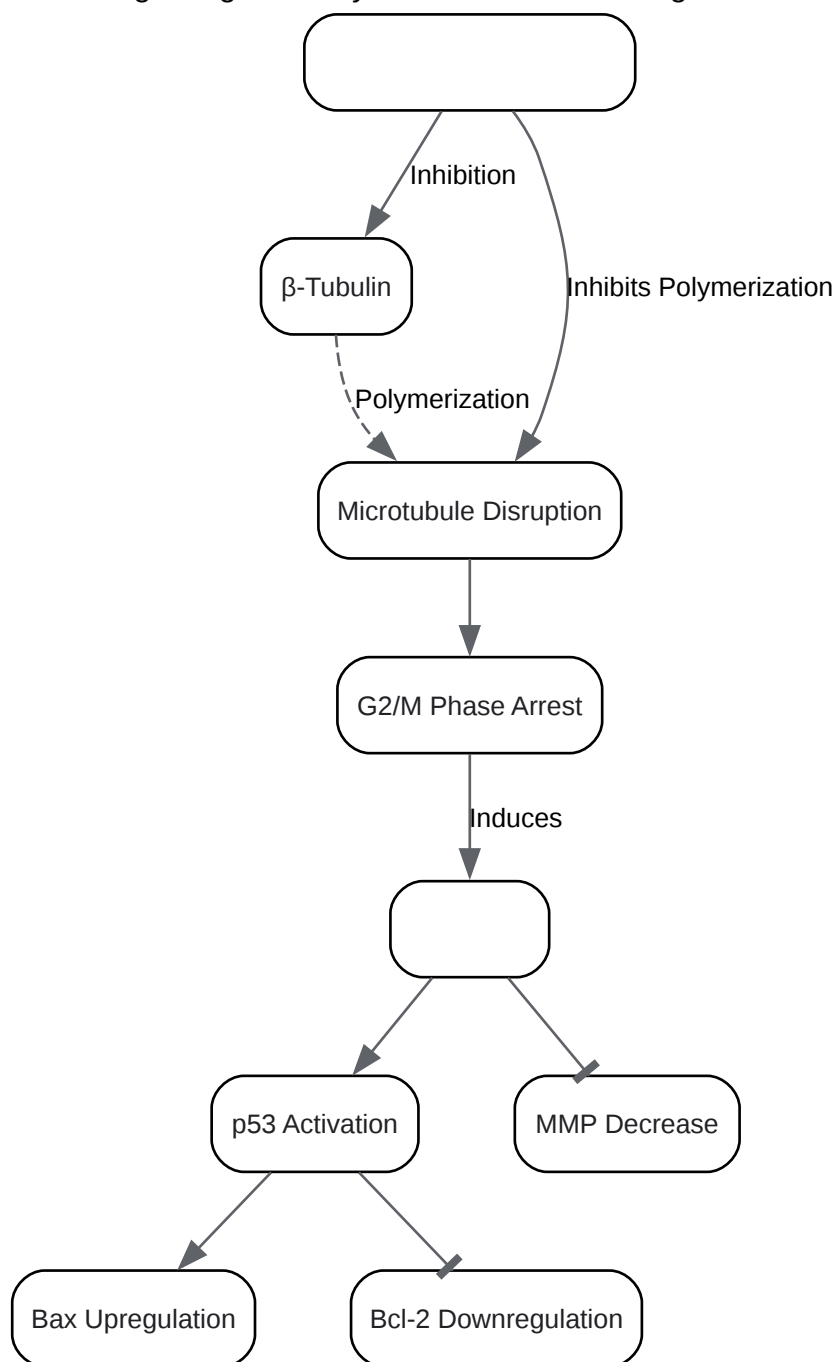 Inhibition
β-Tubulin
Inhibits Polymerization
Polymerization
Microtubule Disruption
G2/M Phase Arrest
Induces
p53 Activation
MMP Decrease
Bax Upregulation
Bcl-2 Downregulation